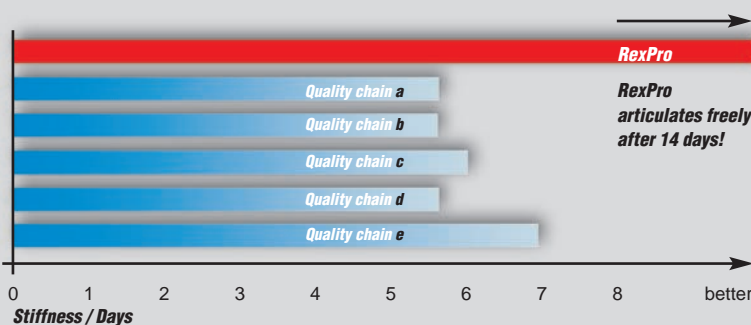 RexPro
Quality chain a
RexPro
articulates freely
after 14 days!
Quality chain b
Quality chain c
Quality chain d
Quality chain e
0 1 2 3 4 5 6 7 8 better
Stiffness / Days